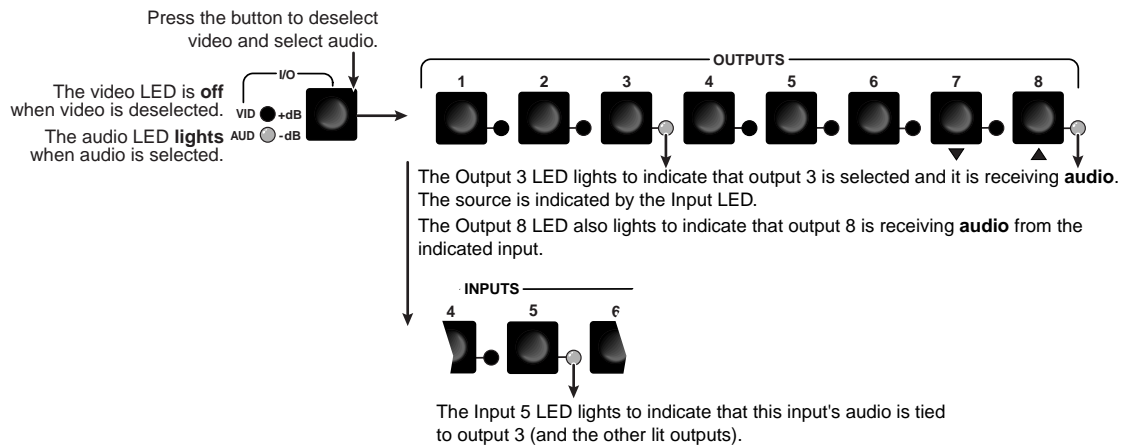 Press the button to deselect
video and select audio.
I/O
The video LED is off
when video is deselected.
VID +dB
The audio LED lights
when audio is selected.
AUD -dB
OUTPUTS
1 2 3 4 5 6 7 8
The Output 3 LED lights to indicate that output 3 is selected and it is receiving audio.
The source is indicated by the Input LED.
The Output 8 LED also lights to indicate that output 8 is receiving audio from the
indicated input.
INPUTS
4 5 6
The Input 5 LED lights to indicate that this input's audio is tied
to output 3 (and the other lit outputs).